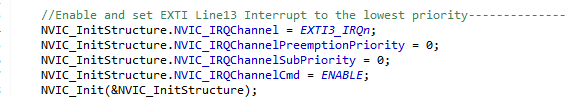 //Enable and set EXTI Line13 Interrupt to the lowest priority--------------
NVIC_InitStructure.NVIC_IRQChannel = EXTI3_IRQn;
NVIC_InitStructure.NVIC_IRQChannelPreemptionPriority = 0;
NVIC_InitStructure.NVIC_IRQChannelSubPriority = 0;
NVIC_InitStructure.NVIC_IRQChannelCmd = ENABLE;
NVIC_Init(&NVIC_InitStructure);